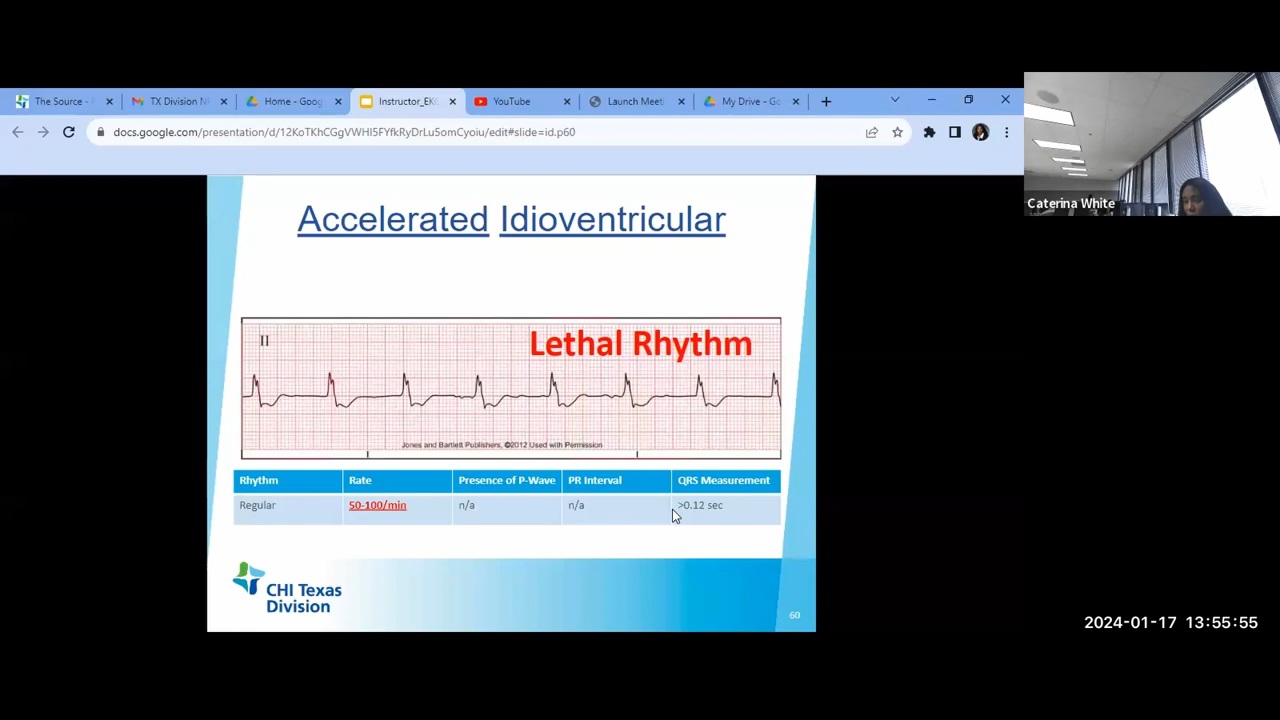 The Source -
TX Division N
Home - Goog
Instructor_EK
YouTube
Launch Meeti
My Drive - Go
docs.google.com/presentation/d/12KoTKhCGgVWHI5FYfkRyDrLu5omCyoiu/edit#slide=id.p60
Caterina White
Accelerated Idioventricular
Lethal Rhythm
II
Jones and Bartlett Publishers, ©2012 Used with Permission
Rhythm Rate Presence of P-Wave PR Interval QRS Measurement
Regular 50-100/min n/a n/a >0.12 sec
CHI Texas
Division
60
2024-01-17 13:55:55